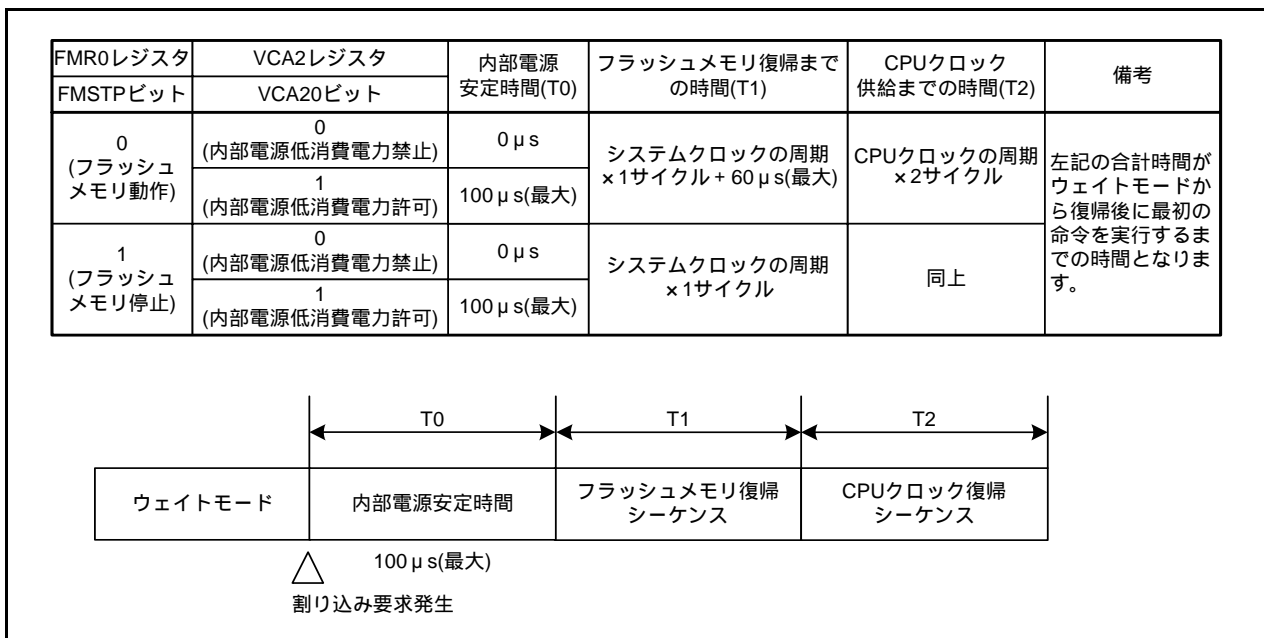 FMR0レジスタ
VCA2レジスタ
内部電源
安定時間(T0)
フラッシュメモリ復帰まで
の時間(T1)
CPUクロック
供給までの時間(T2)
備考
FMSTPビット
VCA20ビット
0
(フラッシュ
メモリ動作)
0
(内部電源低消費電力禁止)
0μs
システムクロックの周期
×1サイクル+60μs(最大)
CPUクロックの周期
×2サイクル
左記の合計時間が
ウェイトモードか
ら復帰後に最初の
命令を実行するま
での時間となりま
す。
1
(内部電源低消費電力許可)
100μs(最大)
1
(フラッシュ
メモリ停止)
0
(内部電源低消費電力禁止)
0μs
システムクロックの周期
×1サイクル
同上
1
(内部電源低消費電力許可)
100μs(最大)
T0
T1
T2
ウェイトモード
内部電源安定時間
フラッシュメモリ復帰
シーケンス
CPUクロック復帰
シーケンス
100μs(最大)
割り込み要求発生